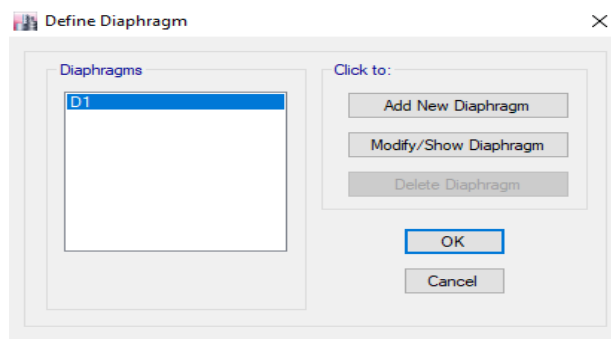 Define Diaphragm
Diaphragms
D1
Click to:
Add New Diaphragm
Modify/Show Diaphragm
Delete Diaphragm
OK
Cancel